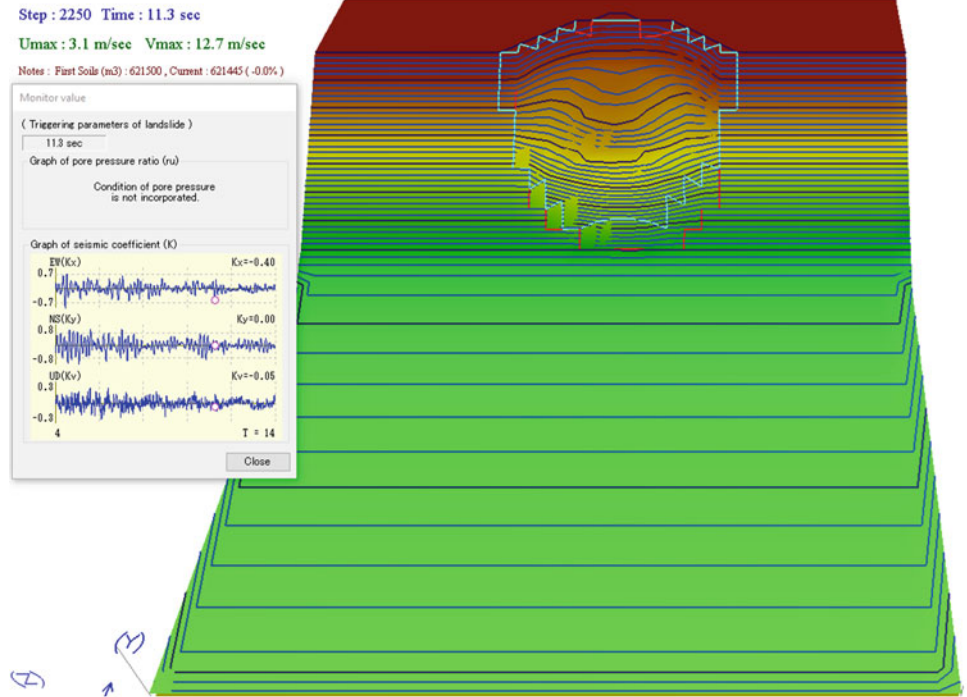 Step : 2250 Time : 11.3 sec
Umax : 3.1 m/sec Vmax : 12.7 m/sec
Notes : First Soils (m3) : 621500 , Current : 621445 ( -0.0% )
Monitor value
( Triggering parameters of landslide )
11.3 sec
Graph of pore pressure ratio (ru)
Condition of pore pressure
is not incorporated.
Graph of seismic coefficient (K)
EW(Kx) Kx=-0.40
0.7
-0.7
NS(Ky) Ky=0.00
0.8
-0.8
UD(Kv) Kv=-0.05
0.3
-0.3
4 T = 14
Close
(Y)
(Z)